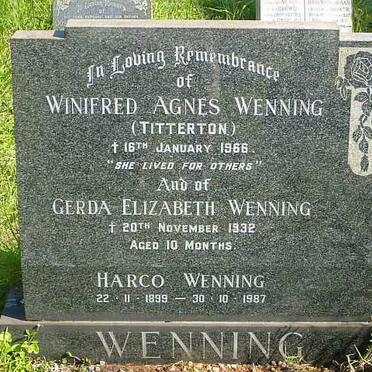 In Loving Remembrance
of
WINIFRED AGNES WENNING
(TITTERTON)
† 16TH JANUARY 1966.
"SHE LIVED FOR OTHERS"
And of
GERDA ELIZABETH WENNING
† 20TH NOVEMBER 1932
AGED 10 MONTHS.
HARCO WENNING
22 - 11 - 1899 — 30 - 10 - 1987
WENNING